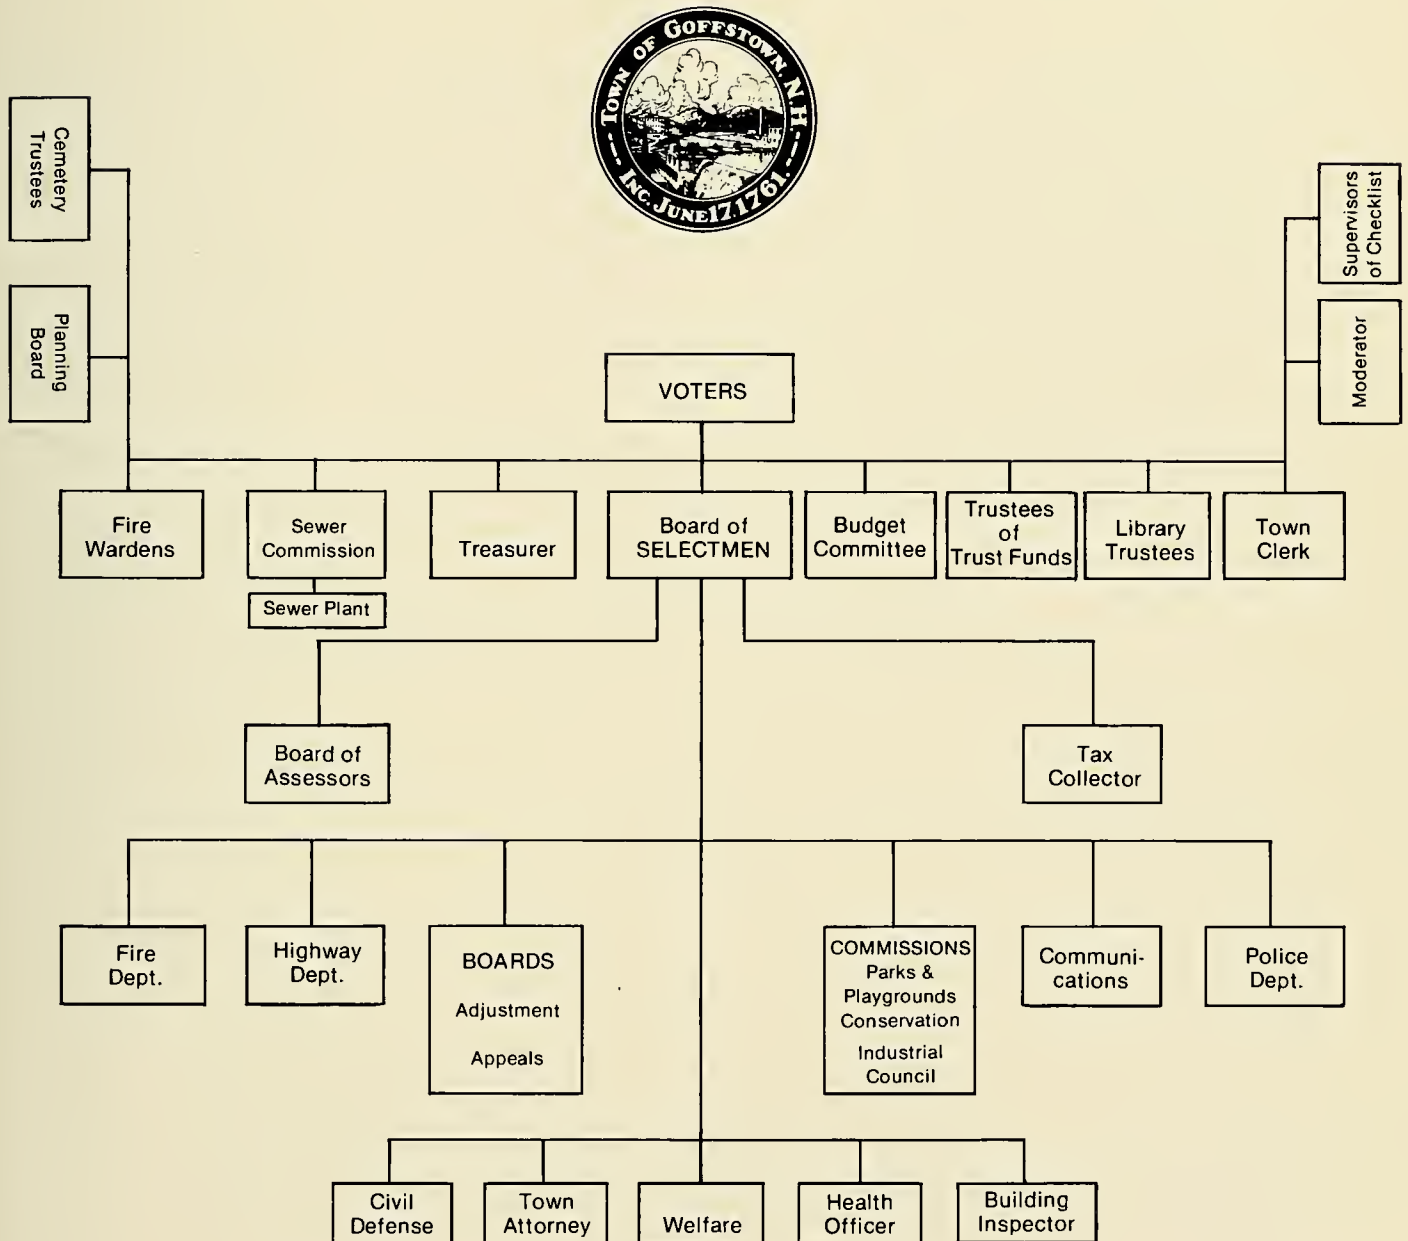 TOWN OF GOFFSTOWN, N.H.
INC. JUNE 17, 1761.
Cemetery
Trustees
Planning
Board
Supervisors
of Checklist
Moderator
VOTERS
Fire
Wardens
Sewer
Commission
Sewer Plant
Treasurer
Board of
SELECTMEN
Budget
Committee
Trustees
of
Trust Funds
Library
Trustees
Town
Clerk
Board of
Assessors
Tax
Collector
Fire
Dept.
Highway
Dept.
BOARDS
Adjustment
Appeals
COMMISSIONS
Parks &
Playgrounds
Conservation
Industrial
Council
Communi-
cations
Police
Dept.
Civil
Defense
Town
Attorney
Welfare
Health
Officer
Building
Inspector